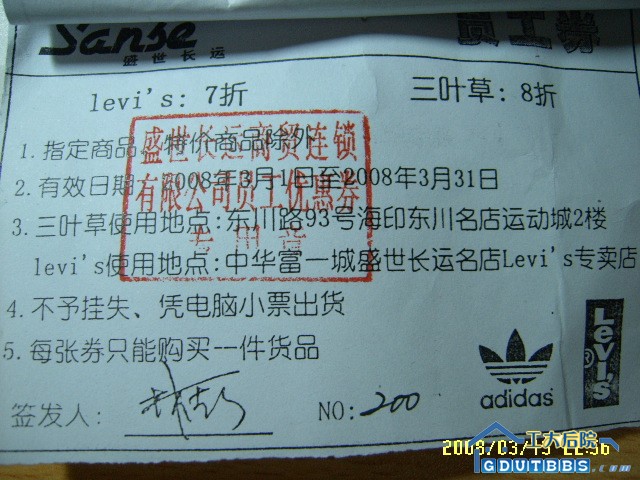 Sanse
盛世长运
员工券
levi's: 7折 三叶草: 8折
1. 指定商品、特价商品除外
2. 有效日期: 2008年3月1日至2008年3月31日
3. 三叶草使用地点: 东川路93号海印东川名店运动城2楼
levi's使用地点: 中华富一城盛世长运名店Levi's专卖店
4. 不予挂失、凭电脑小票出货
5. 每张券只能购买一件货品
签发人:
NO: 200
盛世长运商贸连锁
有限公司员工优惠券
专用章
adidas
LEVI'S
®
工大后院
GDUTBBS.com